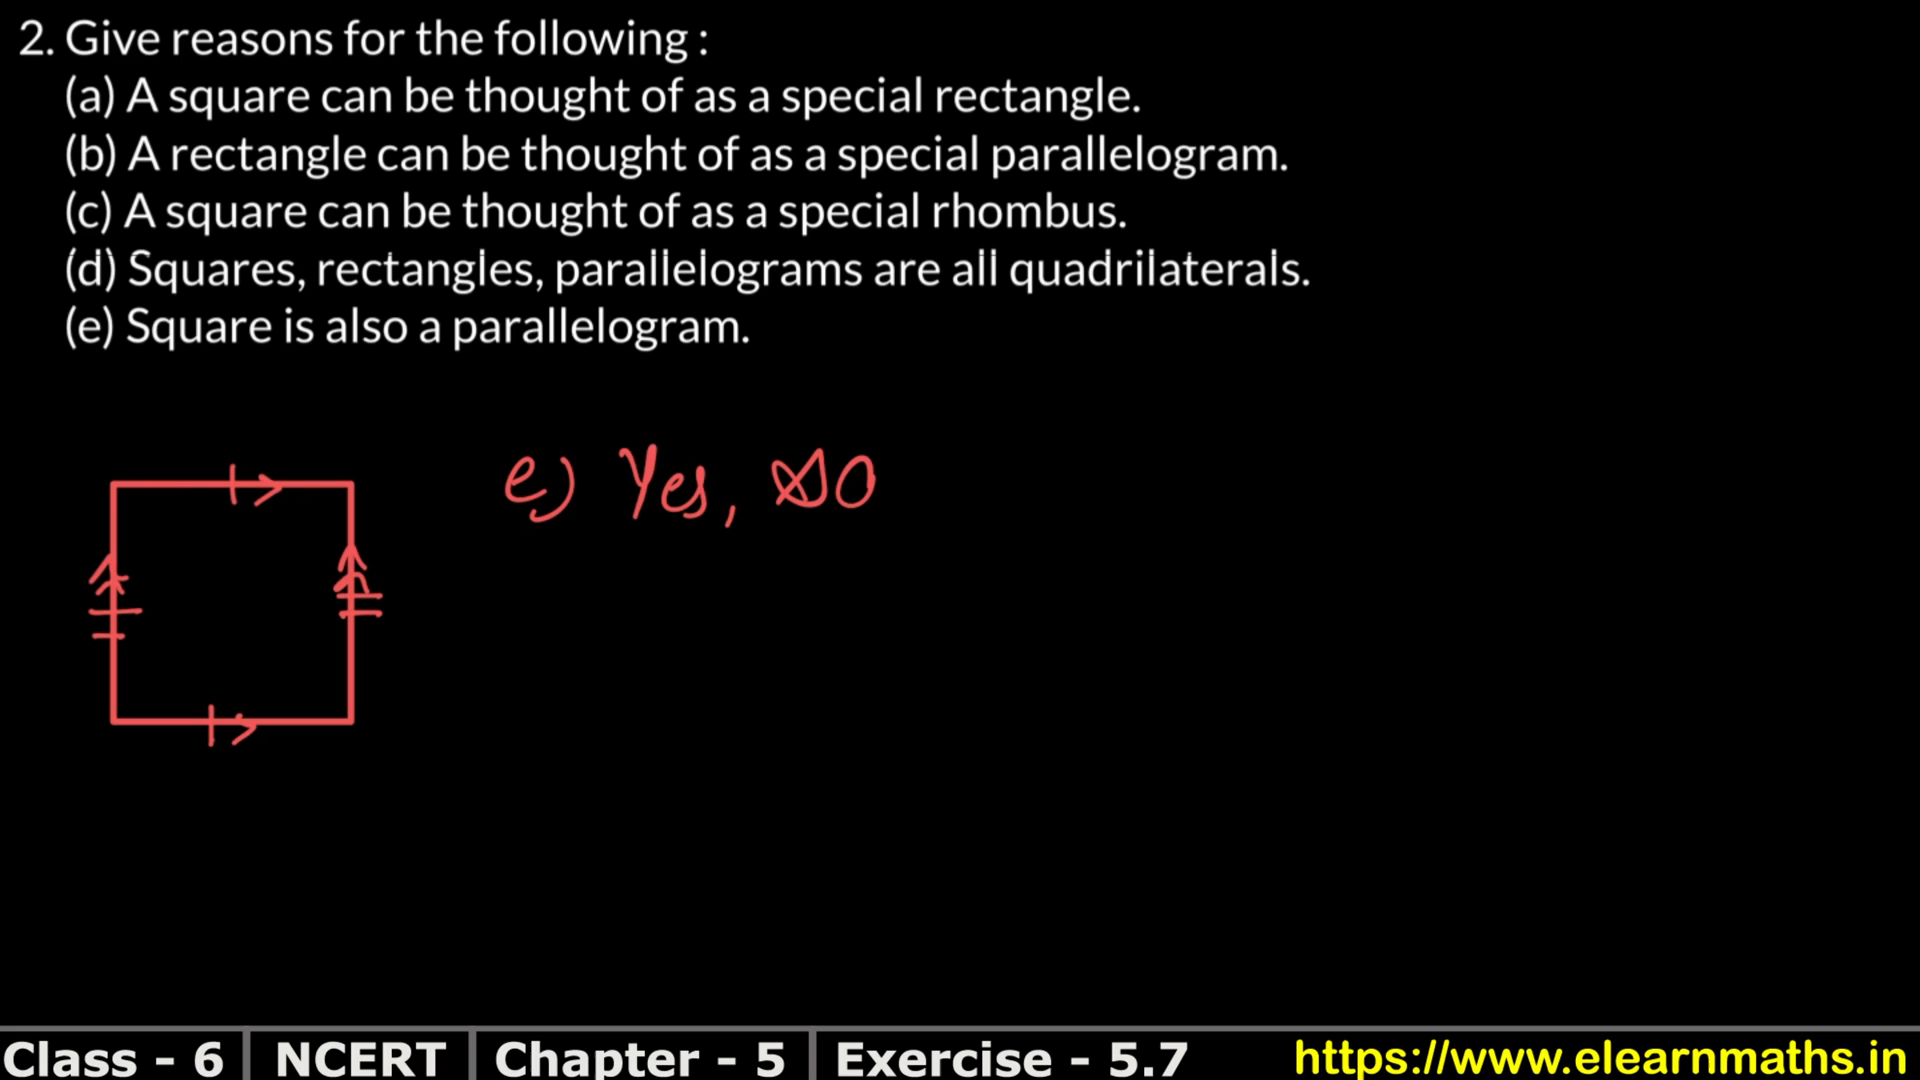 2. Give reasons for the following :
(a) A square can be thought of as a special rectangle.
(b) A rectangle can be thought of as a special parallelogram.
(c) A square can be thought of as a special rhombus.
(d) Squares, rectangles, parallelograms are all quadrilaterals.
(e) Square is also a parallelogram.
e) Yes, so
Class - 6 NCERT Chapter - 5 Exercise - 5.7 https://www.elearnmaths.in